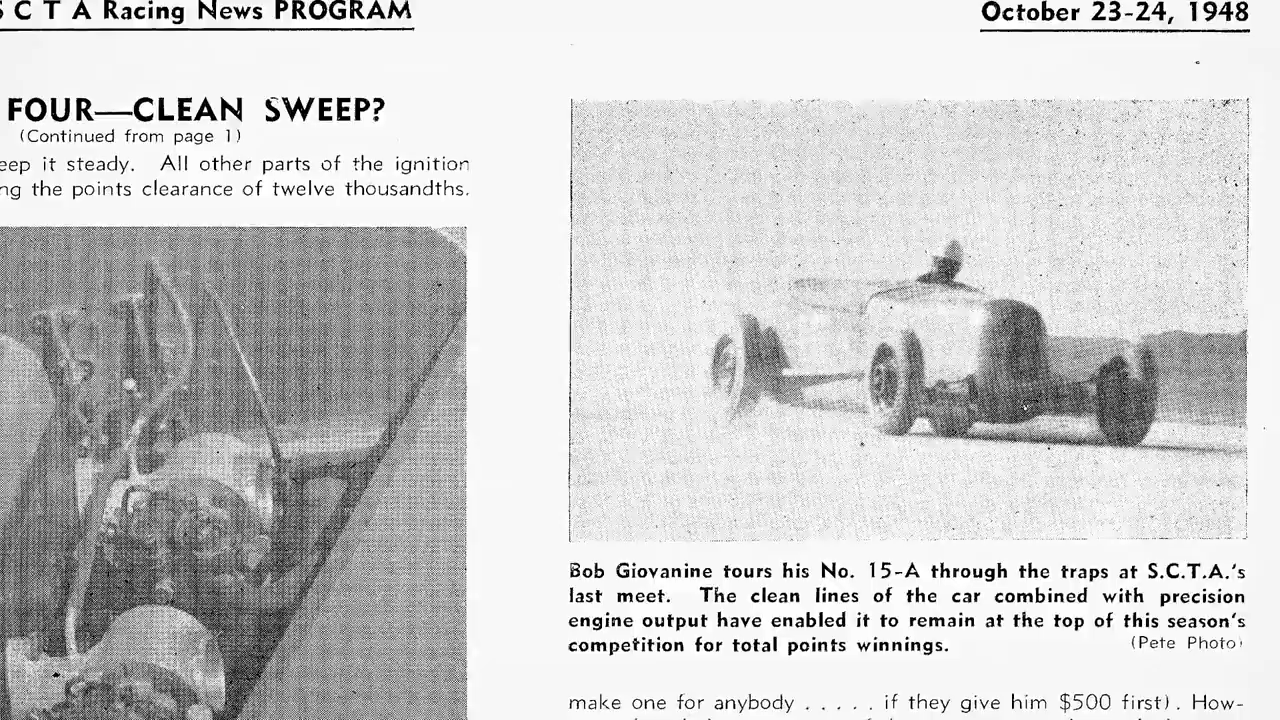 S C T A Racing News PROGRAM
October 23-24, 1948
FOUR—CLEAN SWEEP?
(Continued from page 1)
it steady. All other parts of the ignition
the points clearance of twelve thousandths.
Bob Giovanine tours his No. 15-A through the traps at S.C.T.A.'s
last meet. The clean lines of the car combined with precision
engine output have enabled it to remain at the top of this season's
competition for total points winnings. (Pete Photo)
make one for anybody . . . . . if they give him $500 first). How-